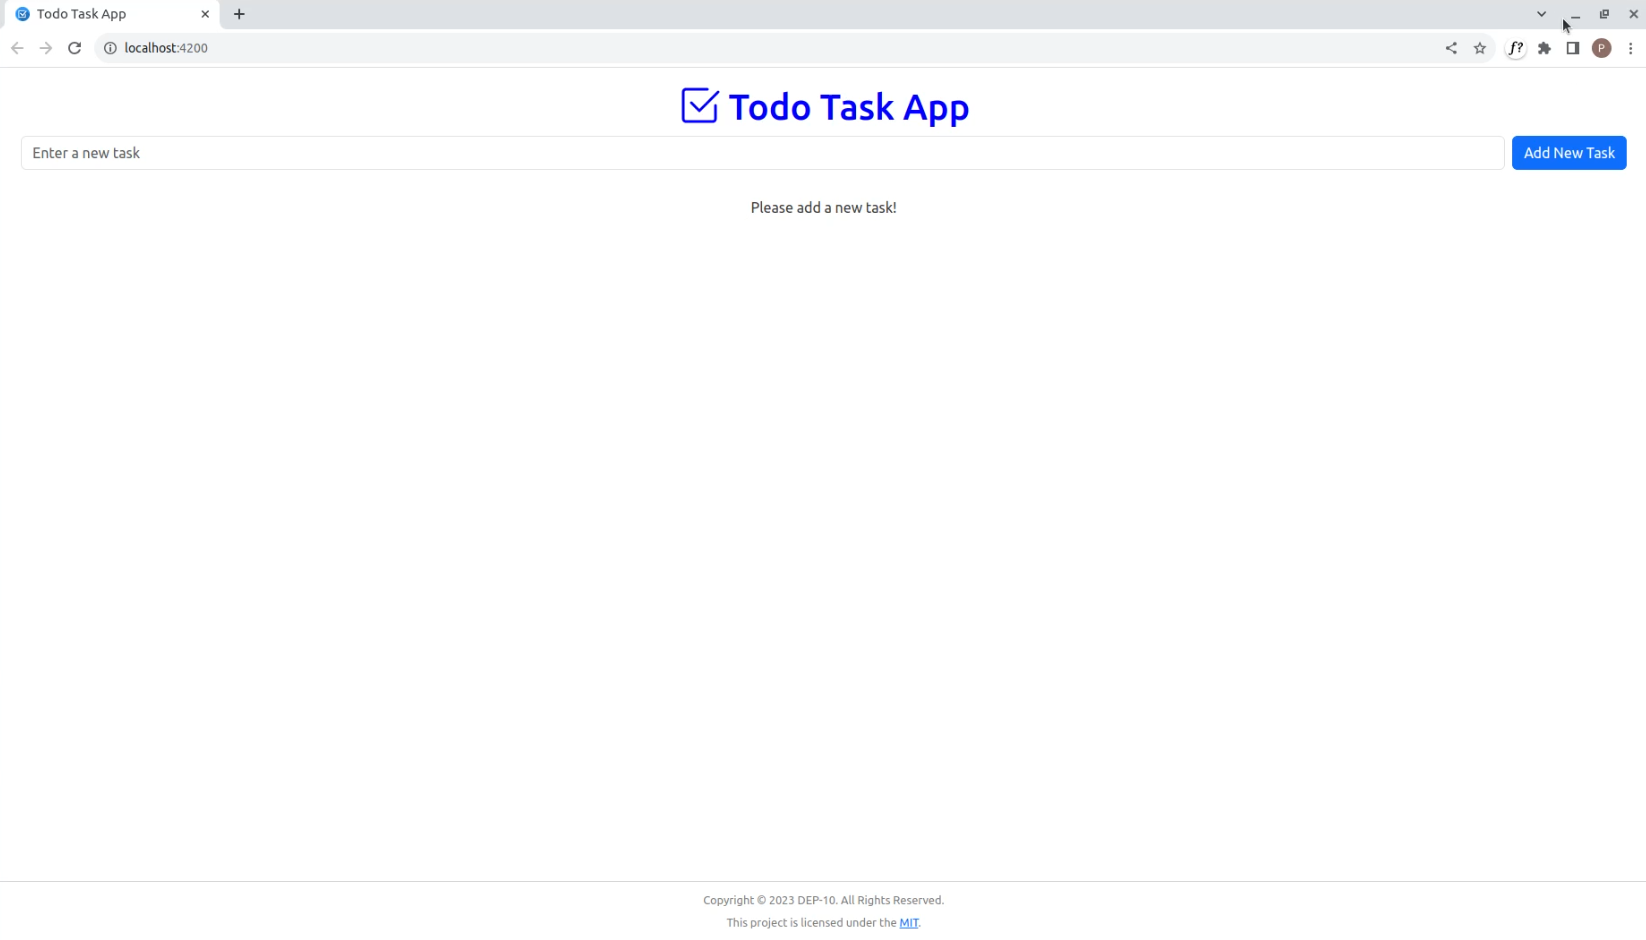 Todo Task App
localhost:4200
f?
P
Todo Task App
Enter a new task
Add New Task
Please add a new task!
Copyright © 2023 DEP-10. All Rights Reserved.
This project is licensed under the MIT.